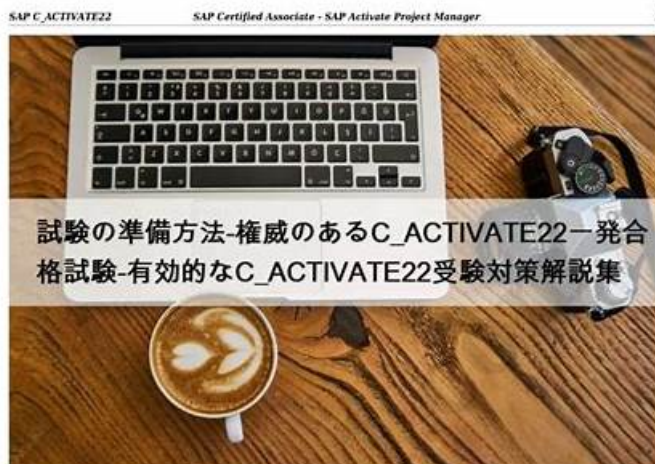 SAP C_ACTIVATE22 SAP Certified Associate - SAP Activate Project Manager
試験の準備方法-権威のあるC_ACTIVATE22一発合
格試験-有効的なC_ACTIVATE22受験対策解説集